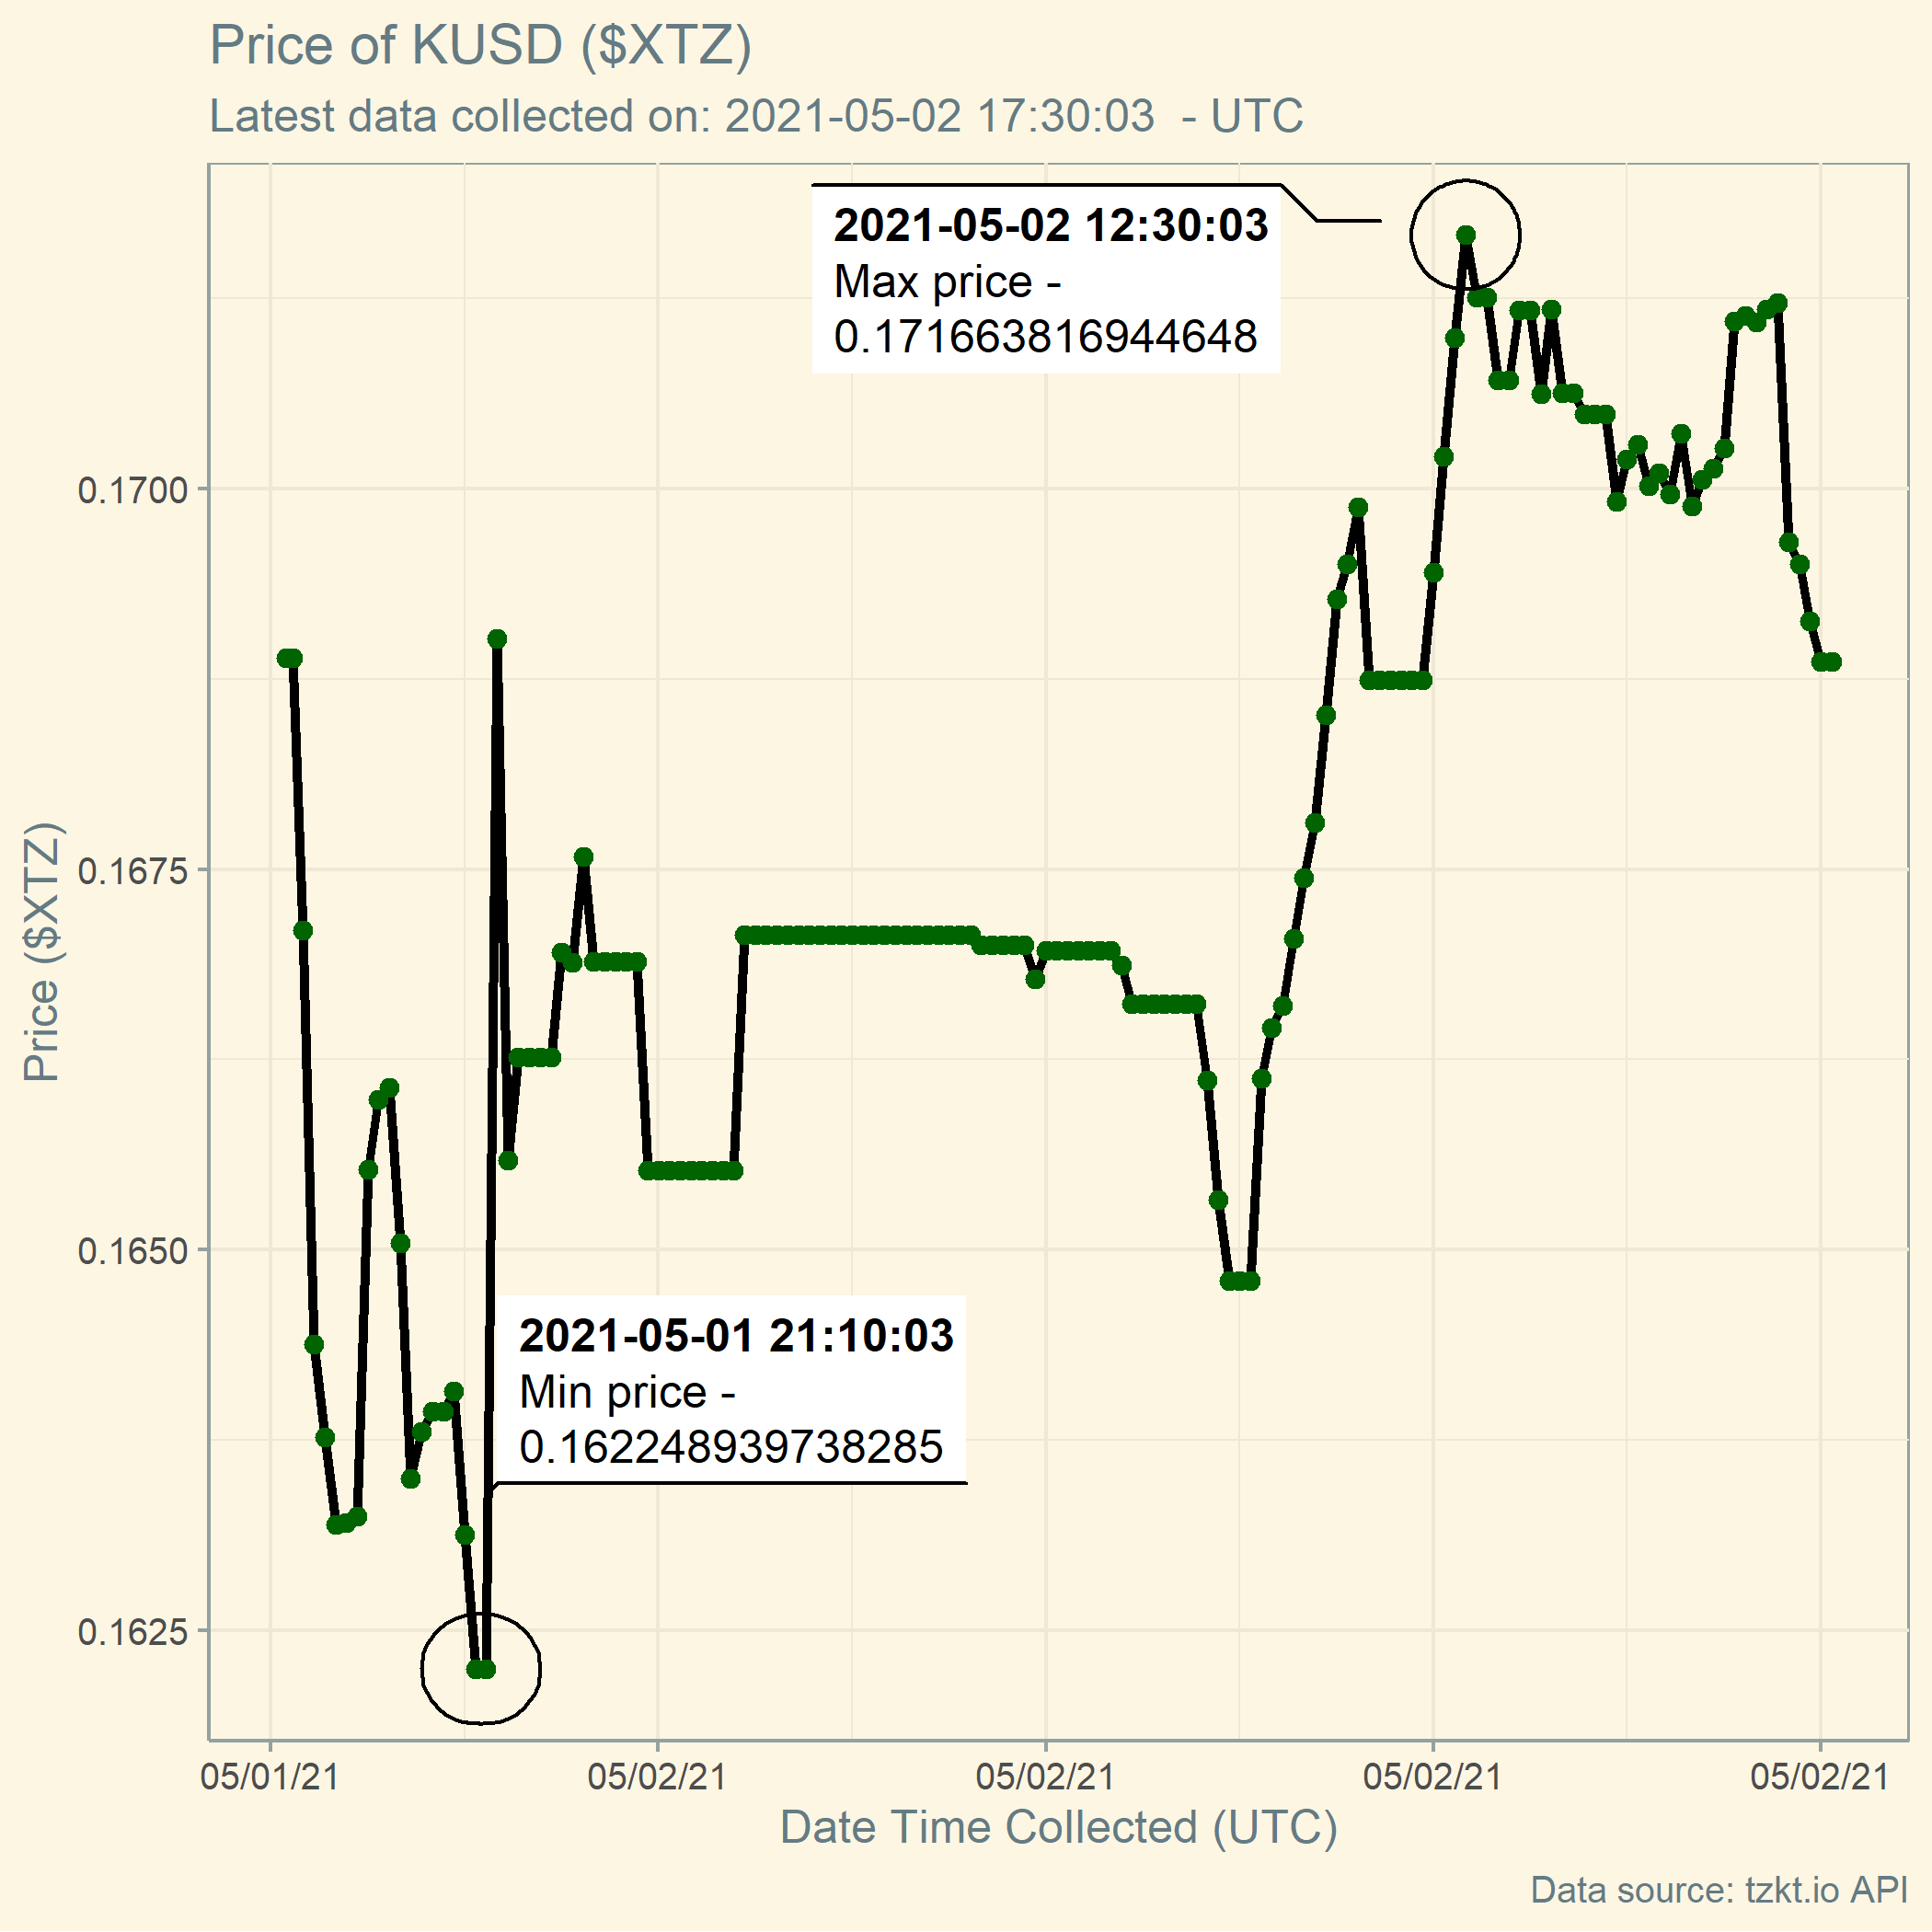 Price of KUSD ($XTZ)
Latest data collected on: 2021-05-02 17:30:03  - UTC
2021-05-02 12:30:03
Max price -
0.171663816944648
0.1700
0.1675
0.1650
0.1625
Price ($XTZ)
2021-05-01 21:10:03
Min price -
0.162248939738285
05/01/21 05/02/21 05/02/21 05/02/21 05/02/21
Date Time Collected (UTC)
Data source: tzkt.io API